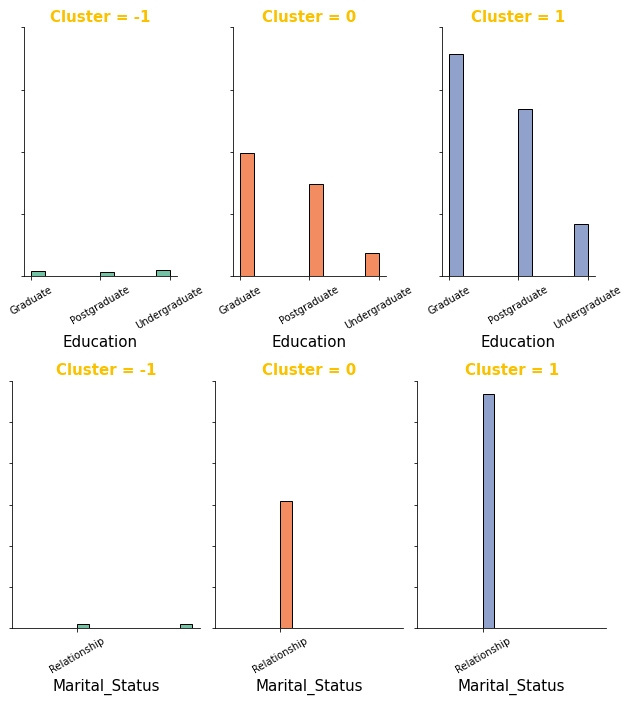 Cluster = -1 Cluster = 0 Cluster = 1
Graduate Postgraduate Undergraduate Graduate Postgraduate Undergraduate Graduate Postgraduate Undergraduate
Education Education Education
Cluster = -1 Cluster = 0 Cluster = 1
Relationship Relationship Relationship
Marital_Status Marital_Status Marital_Status